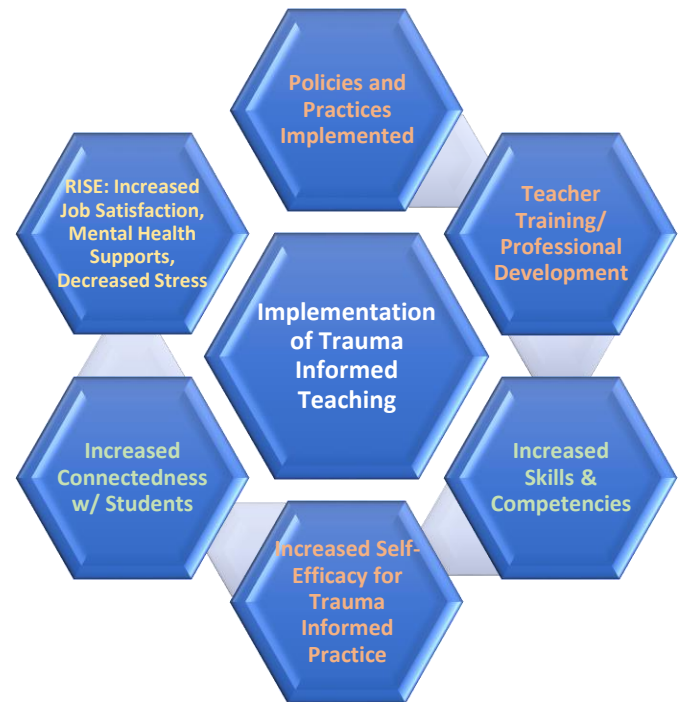 Policies and
Practices
Implemented
Teacher
Training/
Professional
Development
Increased
Skills &
Competencies
Increased Self-
Efficacy for
Trauma
Informed
Practice
Increased
Connectedness
w/ Students
RISE: Increased
Job Satisfaction,
Mental Health
Supports,
Decreased Stress
Implementation
of Trauma
Informed
Teaching